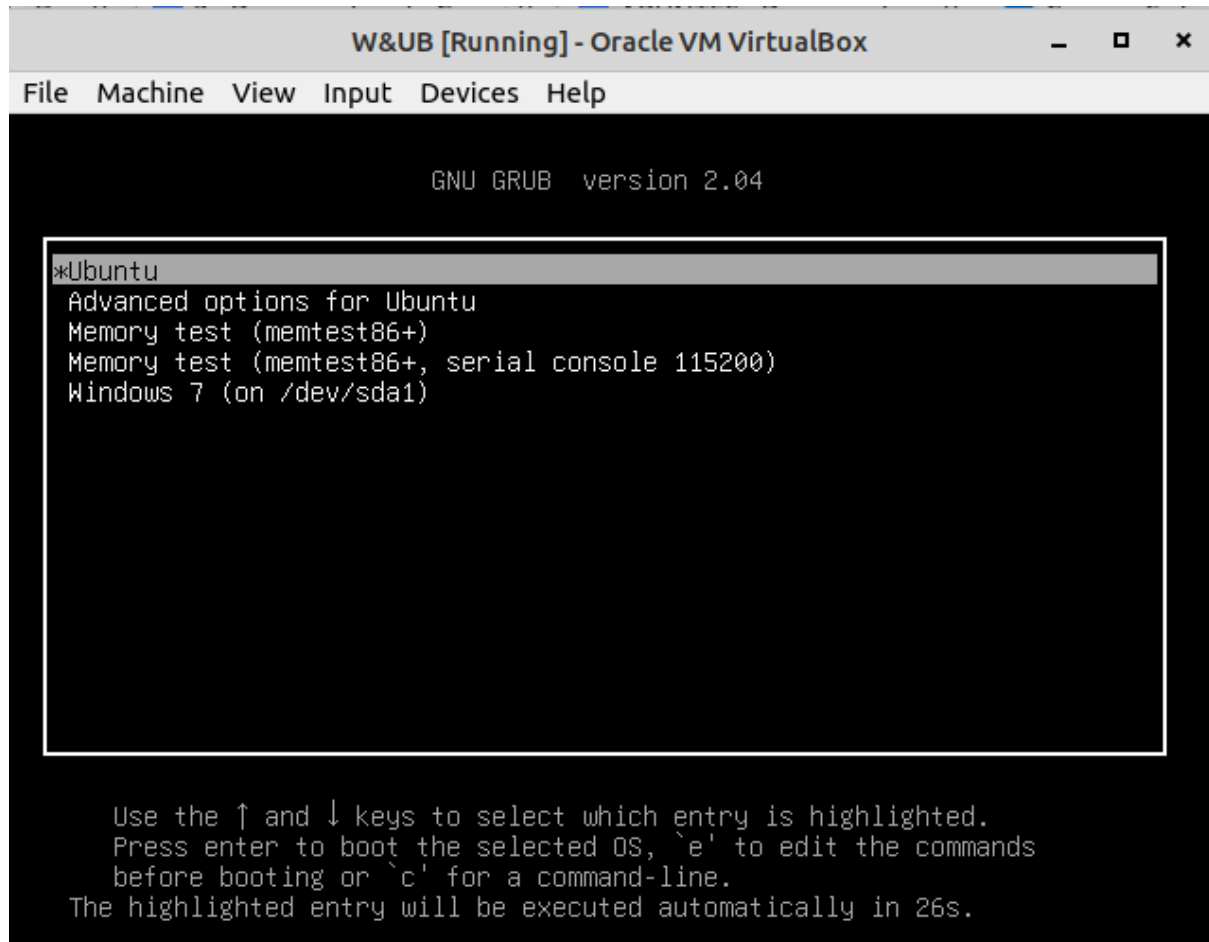 W&UB [Running] - Oracle VM VirtualBox
File Machine View Input Devices Help
GNU GRUB version 2.04
*Ubuntu
Advanced options for Ubuntu
Memory test (memtest86+)
Memory test (memtest86+, serial console 115200)
Windows 7 (on /dev/sda1)
Use the ↑ and ↓ keys to select which entry is highlighted.
Press enter to boot the selected OS, `e' to edit the commands
before booting or `c' for a command-line.
The highlighted entry will be executed automatically in 26s.